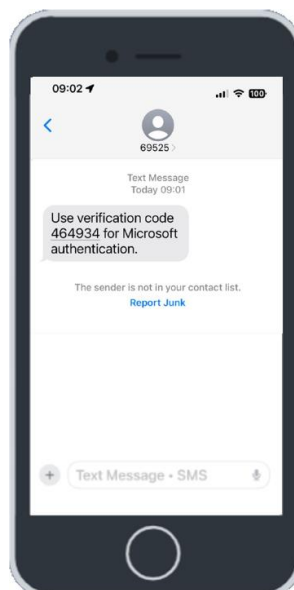 09:02
100
69525
Text Message
Today 09:01
Use verification code
464934 for Microsoft
authentication.
The sender is not in your contact list.
Report Junk
Text Message • SMS